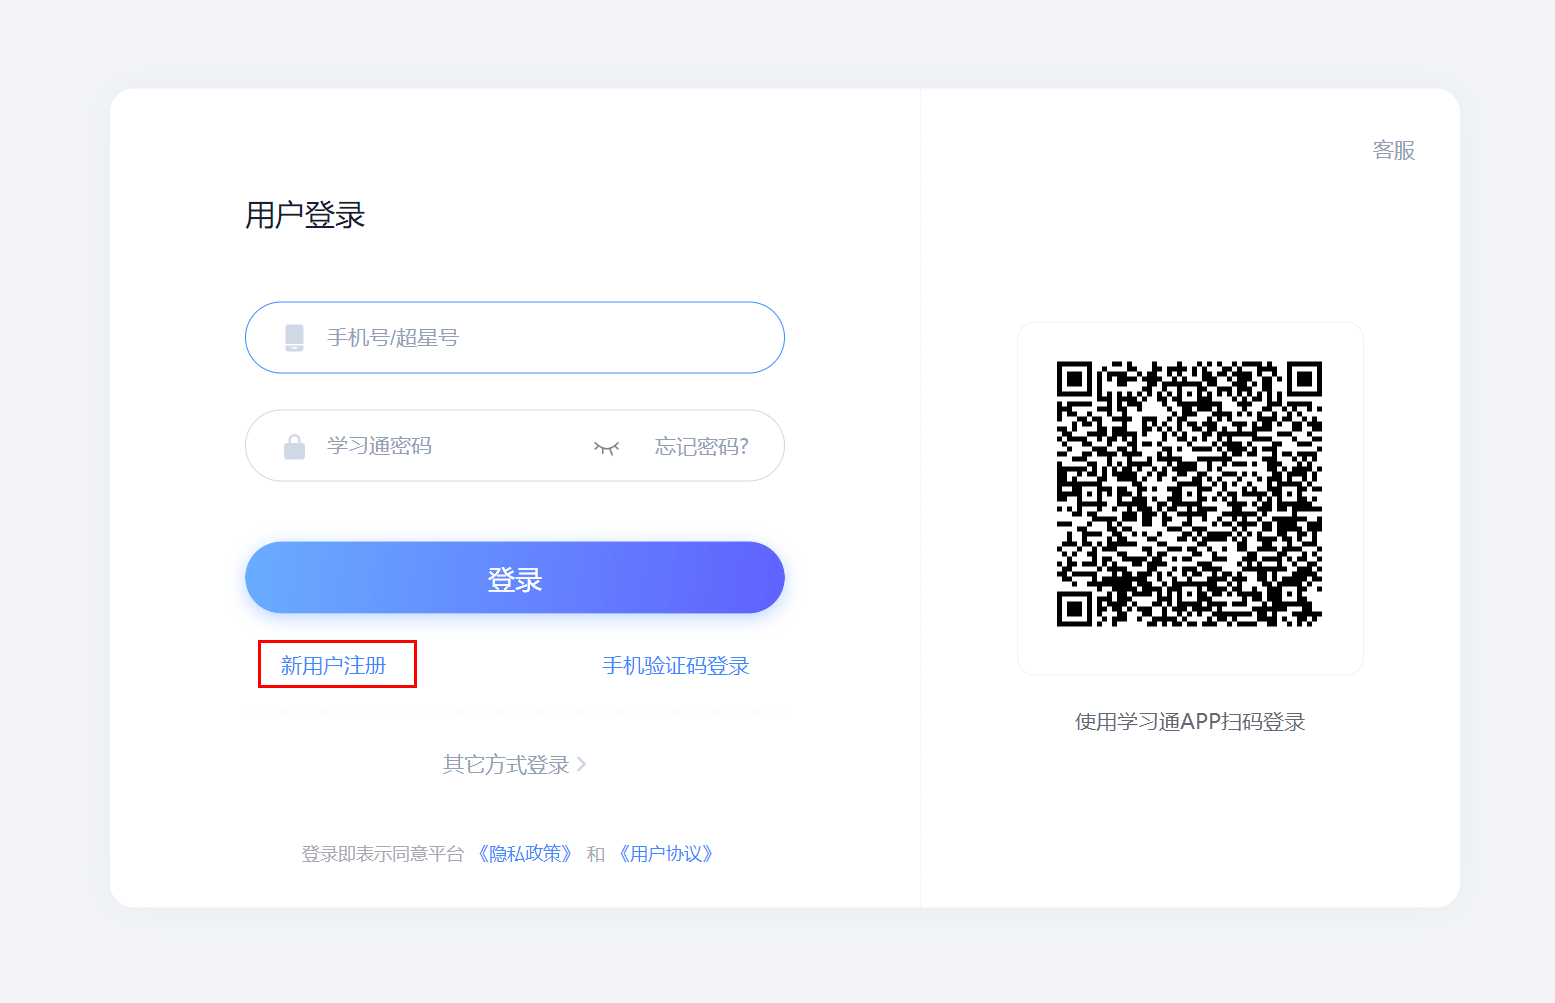 客服
用户登录
手机号/超星号
学习通密码 忘记密码?
登录
新用户注册 手机验证码登录
使用学习通APP扫码登录
其它方式登录
登录即表示同意平台 《隐私政策》 和 《用户协议》